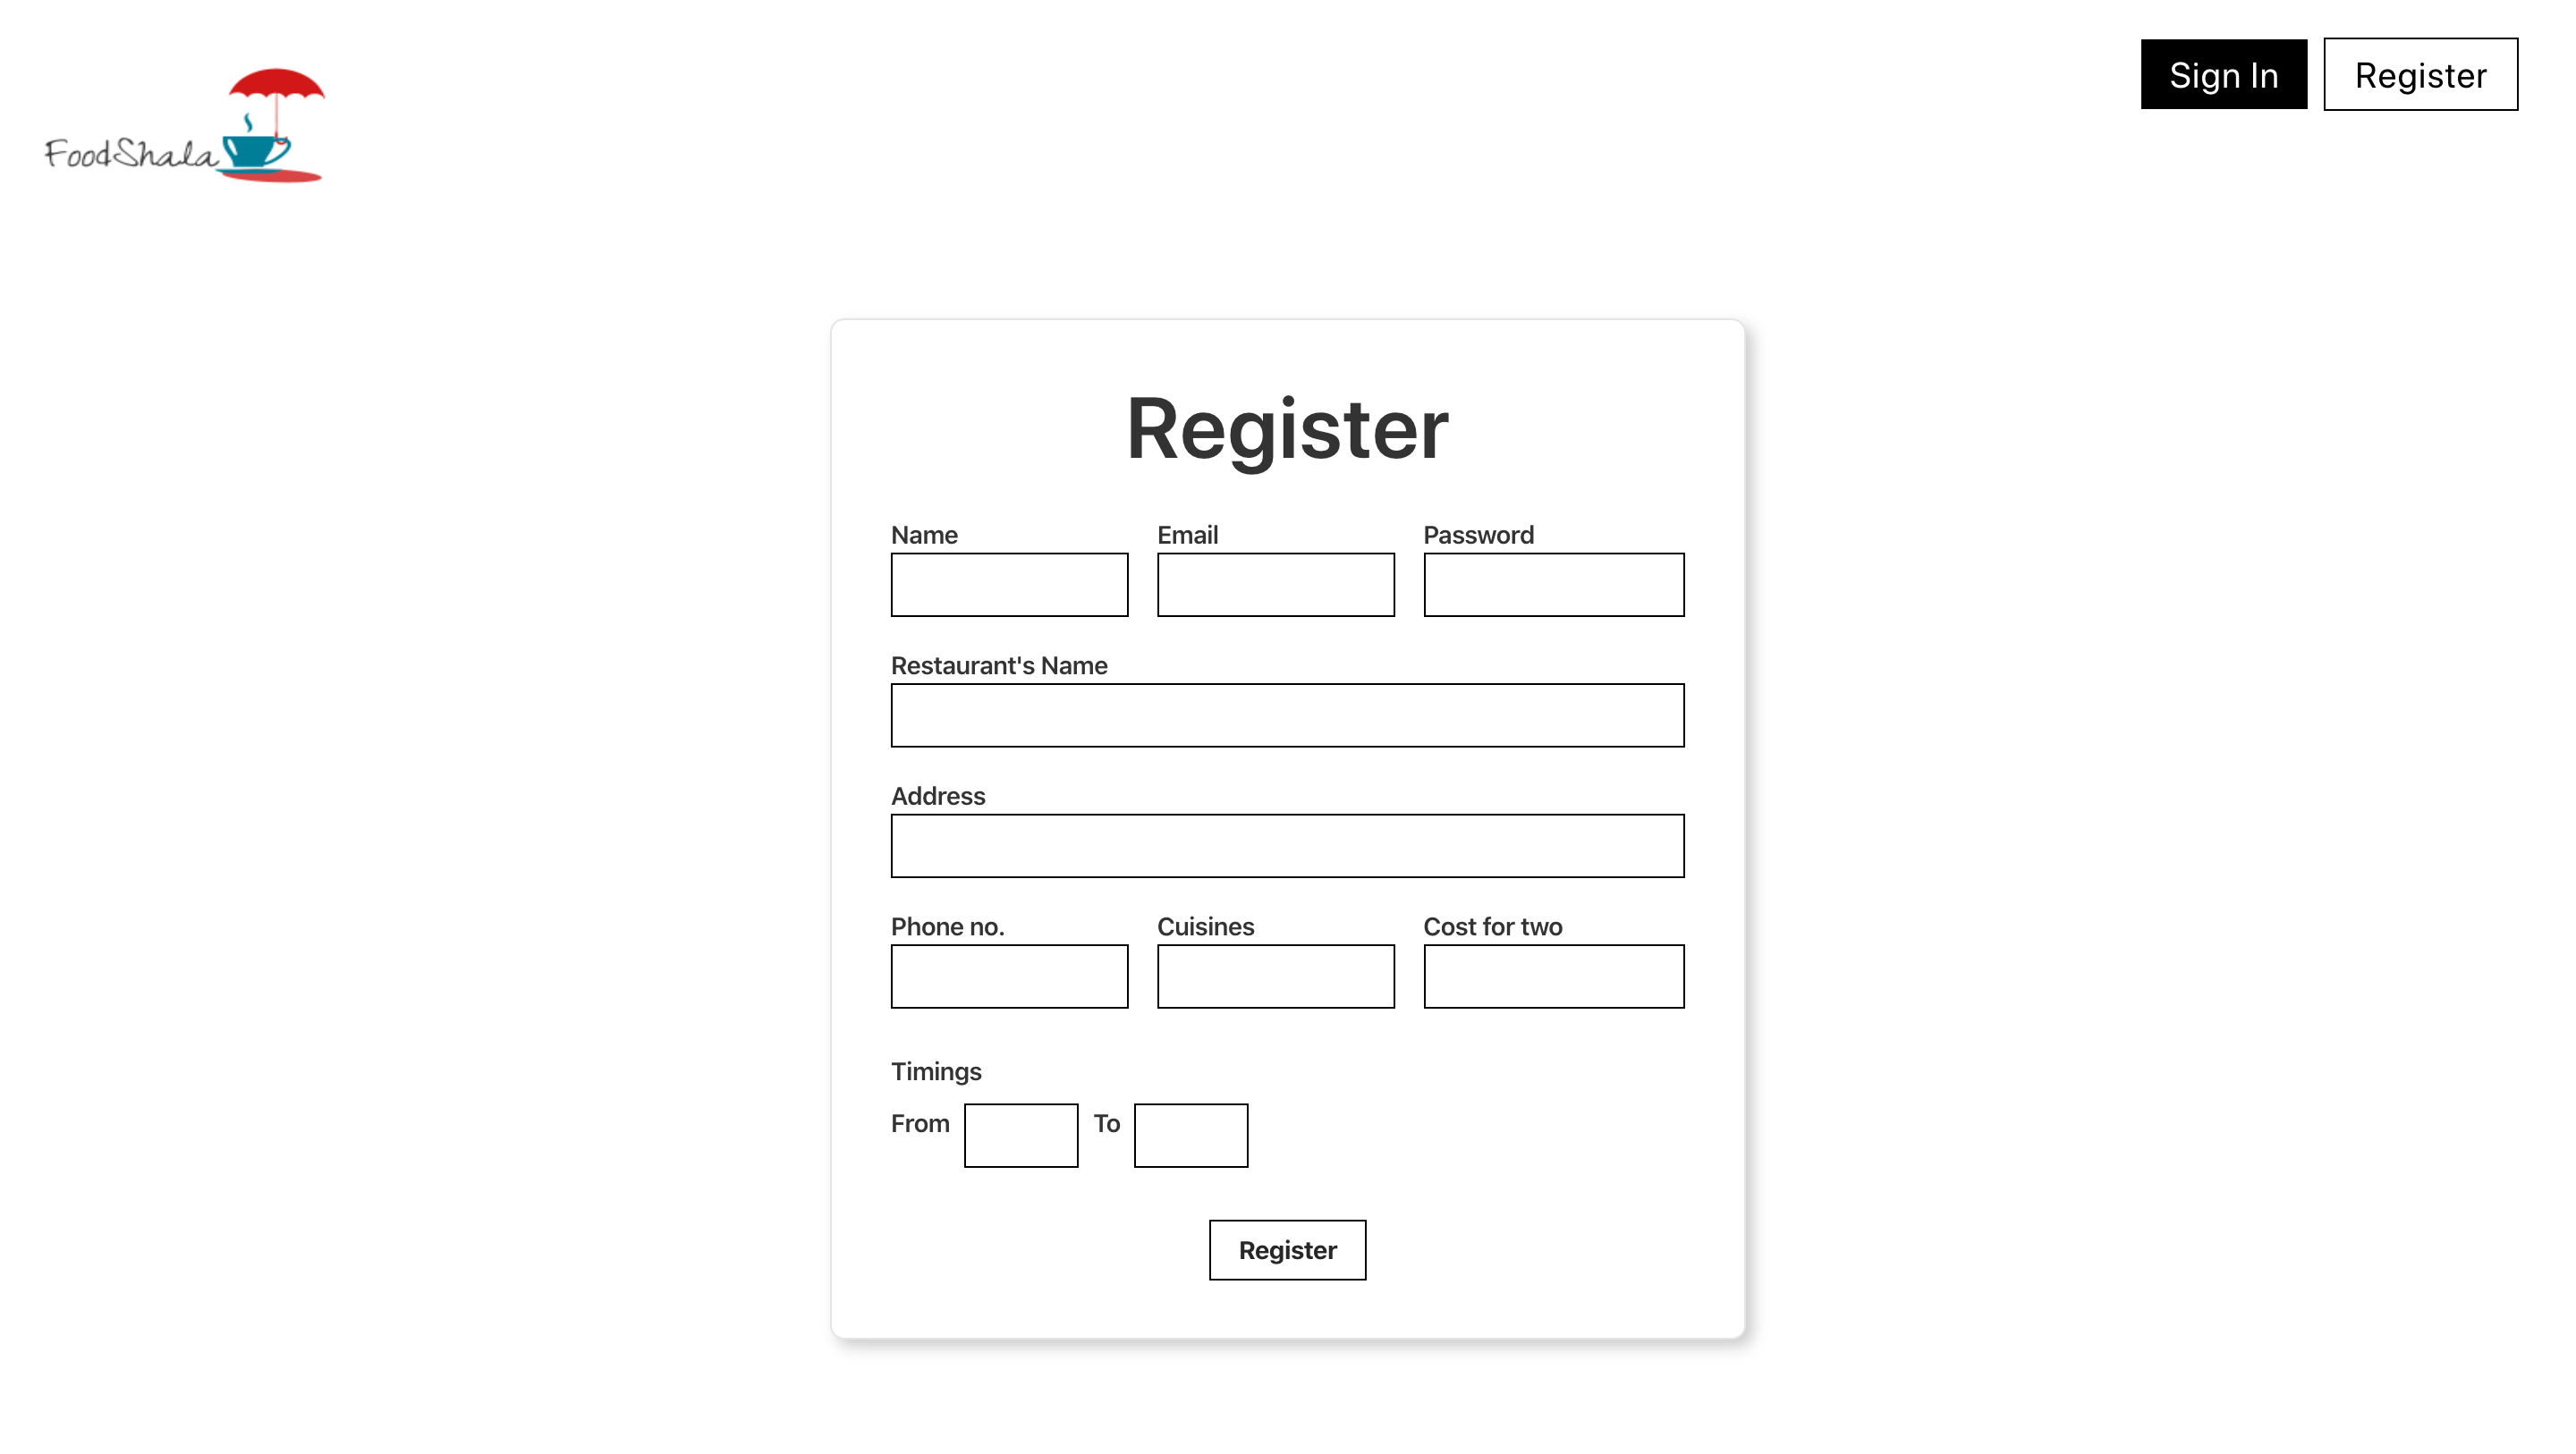 FoodShala
Sign In Register
Register
Name Email Password
Restaurant's Name
Address
Phone no. Cuisines Cost for two
Timings
From To
Register